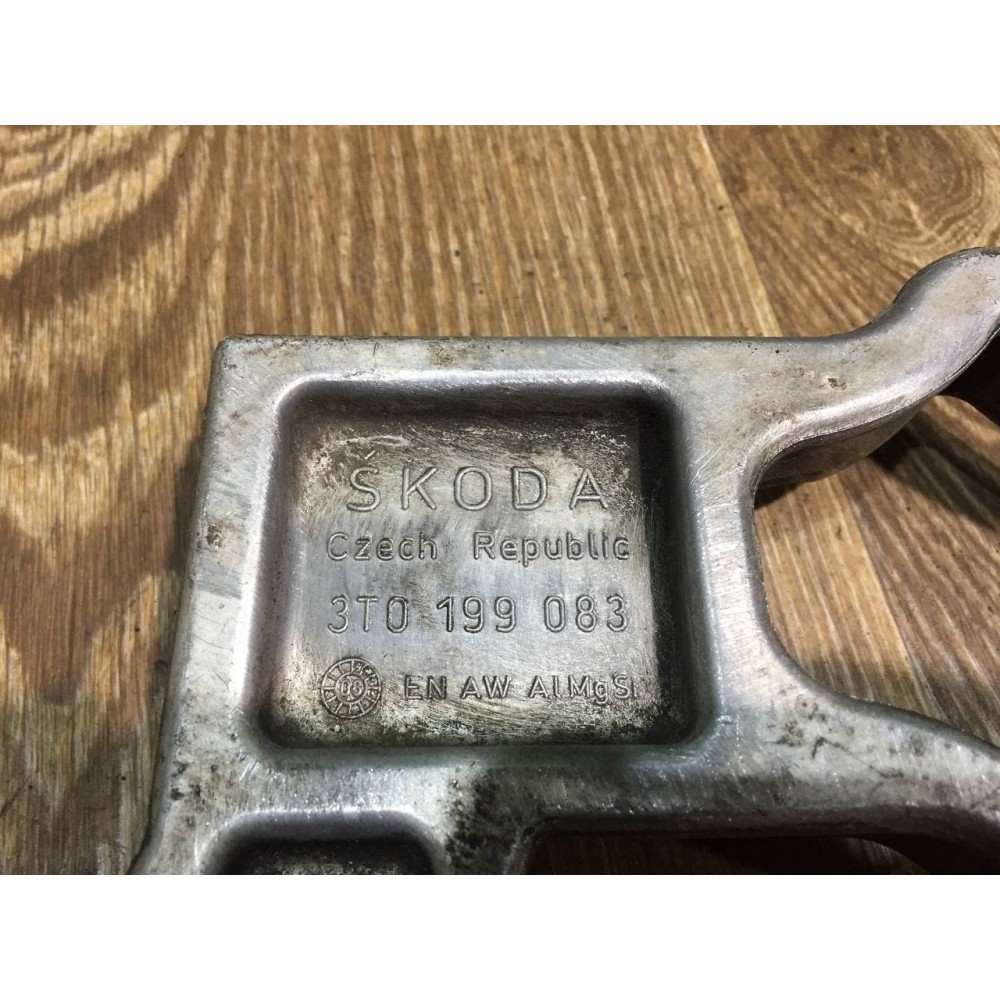 ŠKODA
Czech Republic
3T0 199 083
EN AW AlMgSi